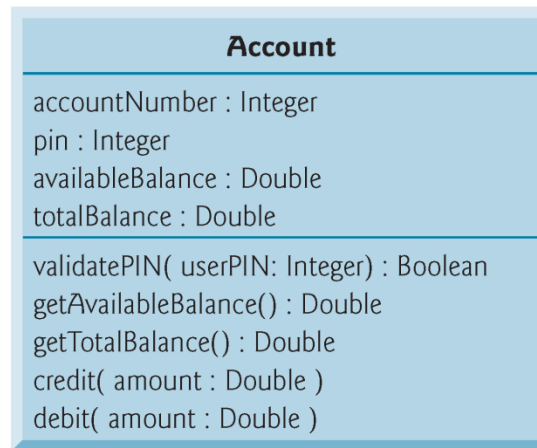 Account
accountNumber : Integer
pin : Integer
availableBalance : Double
totalBalance : Double
validatePIN( userPIN: Integer) : Boolean
getAvailableBalance() : Double
getTotalBalance() : Double
credit( amount : Double )
debit( amount : Double )